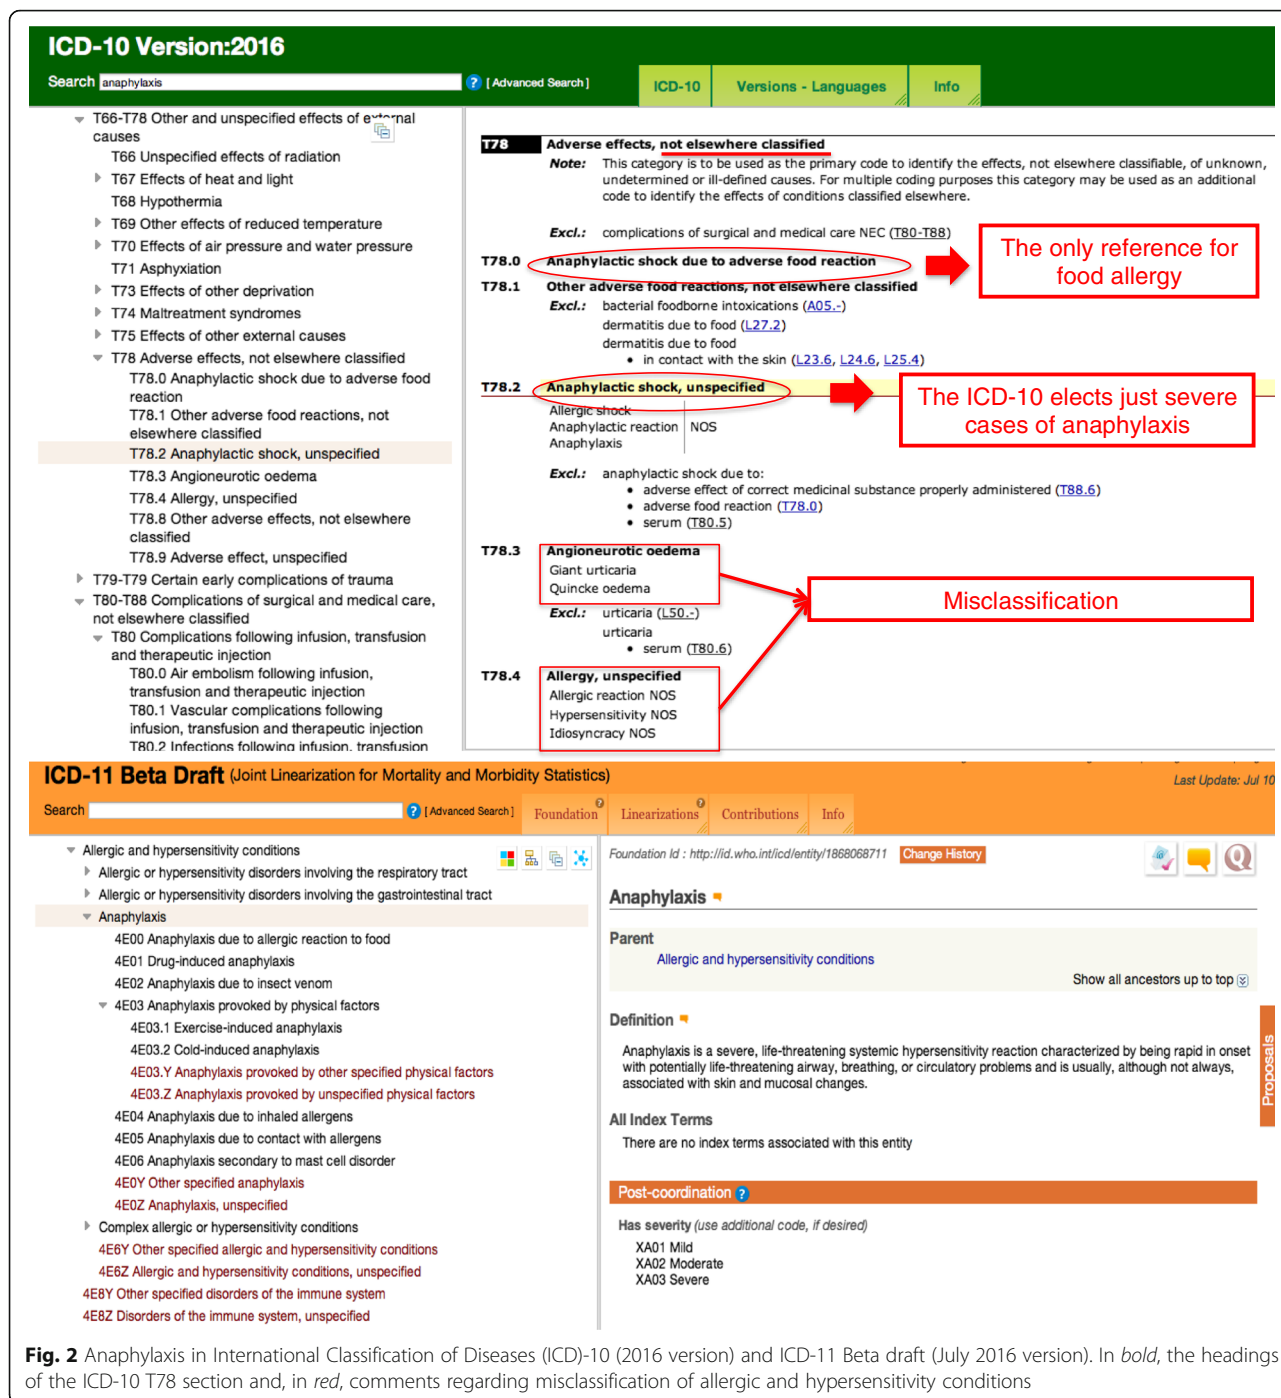 ICD-10 Version:2016
Search anaphylaxis ? [ Advanced Search ] ICD-10 Versions - Languages Info
T66-T78 Other and unspecified effects of external
causes
T66 Unspecified effects of radiation
T67 Effects of heat and light
T68 Hypothermia
T69 Other effects of reduced temperature
T70 Effects of air pressure and water pressure
T71 Asphyxiation
T73 Effects of other deprivation
T74 Maltreatment syndromes
T75 Effects of other external causes
T78 Adverse effects, not elsewhere classified
T78.0 Anaphylactic shock due to adverse food
reaction
T78.1 Other adverse food reactions, not
elsewhere classified
T78.2 Anaphylactic shock, unspecified
T78.3 Angioneurotic oedema
T78.4 Allergy, unspecified
T78.8 Other adverse effects, not elsewhere
classified
T78.9 Adverse effect, unspecified
T79-T79 Certain early complications of trauma
T80-T88 Complications of surgical and medical care,
not elsewhere classified
T80 Complications following infusion, transfusion
and therapeutic injection
T80.0 Air embolism following infusion,
transfusion and therapeutic injection
T80.1 Vascular complications following
infusion, transfusion and therapeutic injection
T80.2 Infections following infusion, transfusion
T78 Adverse effects, not elsewhere classified
Note: This category is to be used as the primary code to identify the effects, not elsewhere classifiable, of unknown,
undetermined or ill-defined causes. For multiple coding purposes this category may be used as an additional
code to identify the effects of conditions classified elsewhere.
Excl.: complications of surgical and medical care NEC (T80-T88)
T78.0 Anaphylactic shock due to adverse food reaction
The only reference for
food allergy
T78.1 Other adverse food reactions, not elsewhere classified
Excl.: bacterial foodborne intoxications (A05.-)
dermatitis due to food (L27.2)
dermatitis due to food
• in contact with the skin (L23.6, L24.6, L25.4)
T78.2 Anaphylactic shock, unspecified
The ICD-10 elects just severe
cases of anaphylaxis
Allergic shock
Anaphylactic reaction NOS
Anaphylaxis
Excl.: anaphylactic shock due to:
• adverse effect of correct medicinal substance properly administered (T88.6)
• adverse food reaction (T78.0)
• serum (T80.5)
T78.3 Angioneurotic oedema
Giant urticaria
Quincke oedema
Misclassification
Excl.: urticaria (L50.-)
urticaria
• serum (T80.6)
T78.4 Allergy, unspecified
Allergic reaction NOS
Hypersensitivity NOS
Idiosyncracy NOS
ICD-11 Beta Draft (Joint Linearization for Mortality and Morbidity Statistics)
Last Update: Jul 10
Search ? [ Advanced Search ] Foundation ? Linearizations ? Contributions Info
Allergic and hypersensitivity conditions
Allergic or hypersensitivity disorders involving the respiratory tract
Allergic or hypersensitivity disorders involving the gastrointestinal tract
Anaphylaxis
4E00 Anaphylaxis due to allergic reaction to food
4E01 Drug-induced anaphylaxis
4E02 Anaphylaxis due to insect venom
4E03 Anaphylaxis provoked by physical factors
4E03.1 Exercise-induced anaphylaxis
4E03.2 Cold-induced anaphylaxis
4E03.Y Anaphylaxis provoked by other specified physical factors
4E03.Z Anaphylaxis provoked by unspecified physical factors
4E04 Anaphylaxis due to inhaled allergens
4E05 Anaphylaxis due to contact with allergens
4E06 Anaphylaxis secondary to mast cell disorder
4E0Y Other specified anaphylaxis
4E0Z Anaphylaxis, unspecified
Complex allergic or hypersensitivity conditions
4E6Y Other specified allergic and hypersensitivity conditions
4E6Z Allergic and hypersensitivity conditions, unspecified
4E8Y Other specified disorders of the immune system
4E8Z Disorders of the immune system, unspecified
Foundation Id : http://id.who.int/icd/entity/1868068711 Change History Q
Anaphylaxis
Parent
Allergic and hypersensitivity conditions
Show all ancestors up to top
Definition
Anaphylaxis is a severe, life-threatening systemic hypersensitivity reaction characterized by being rapid in onset
with potentially life-threatening airway, breathing, or circulatory problems and is usually, although not always,
associated with skin and mucosal changes.
Proposals
All Index Terms
There are no index terms associated with this entity
Post-coordination ?
Has severity (use additional code, if desired)
XA01 Mild
XA02 Moderate
XA03 Severe
Fig. 2 Anaphylaxis in International Classification of Diseases (ICD)-10 (2016 version) and ICD-11 Beta draft (July 2016 version). In bold, the headings
of the ICD-10 T78 section and, in red, comments regarding misclassification of allergic and hypersensitivity conditions